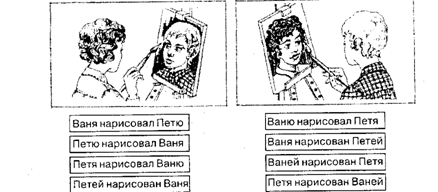 Ваня нарисовал Петю
Петю нарисовал Ваня
Петя нарисовал Ваню
Петей нарисован Ваня
Ваню нарисовал Петя
Ваня нарисован Петей
Ваней нарисован Петя
Петя нарисован Ваней